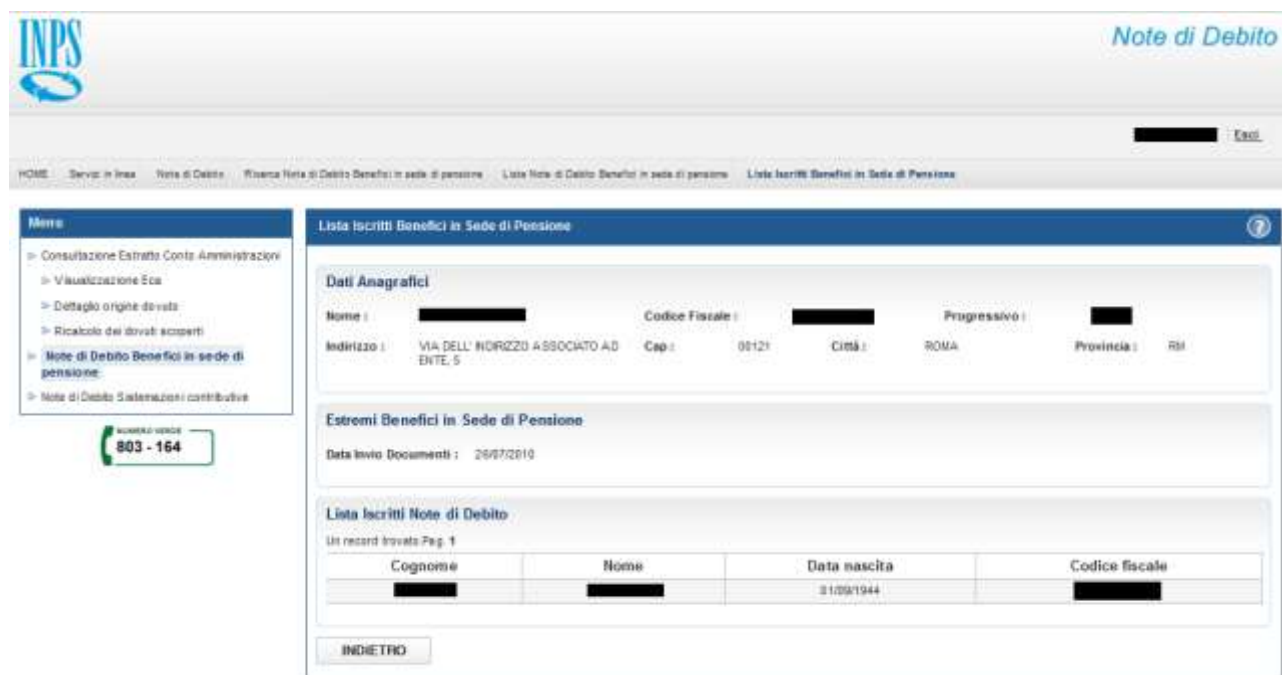 INPS
Note di Debito
Esci
HOME Servizi in linea Note di Debito Ricerca Note di Debito Benefici in sede di pensione Lista Note di Debito Benefici in sede di pensione Lista Iscritti Benefici in Sede di Pensione
Menu
Consultazione Estratto Conto Amministrazioni
Visualizzazione Eca
Dettaglio origine dovuto
Ricalcolo dei dovuti scoperti
Note di Debito Benefici in sede di
pensione
Note di Debito Sistemazioni contributive
NUMERO VERDE
803 - 164
Lista Iscritti Benefici in Sede di Pensione
?
Dati Anagrafici
Nome : Codice Fiscale : Progressivo :
Indirizzo : VIA DELL' INDIRIZZO ASSOCIATO AD Cap : 00121 Città : ROMA Provincia : RM
ENTE, 5
Estremi Benefici in Sede di Pensione
Data Invio Documenti : 26/07/2010
Lista Iscritti Note di Debito
Un record trovato.Pag. 1
Cognome Nome Data nascita Codice fiscale
01/09/1944
INDIETRO